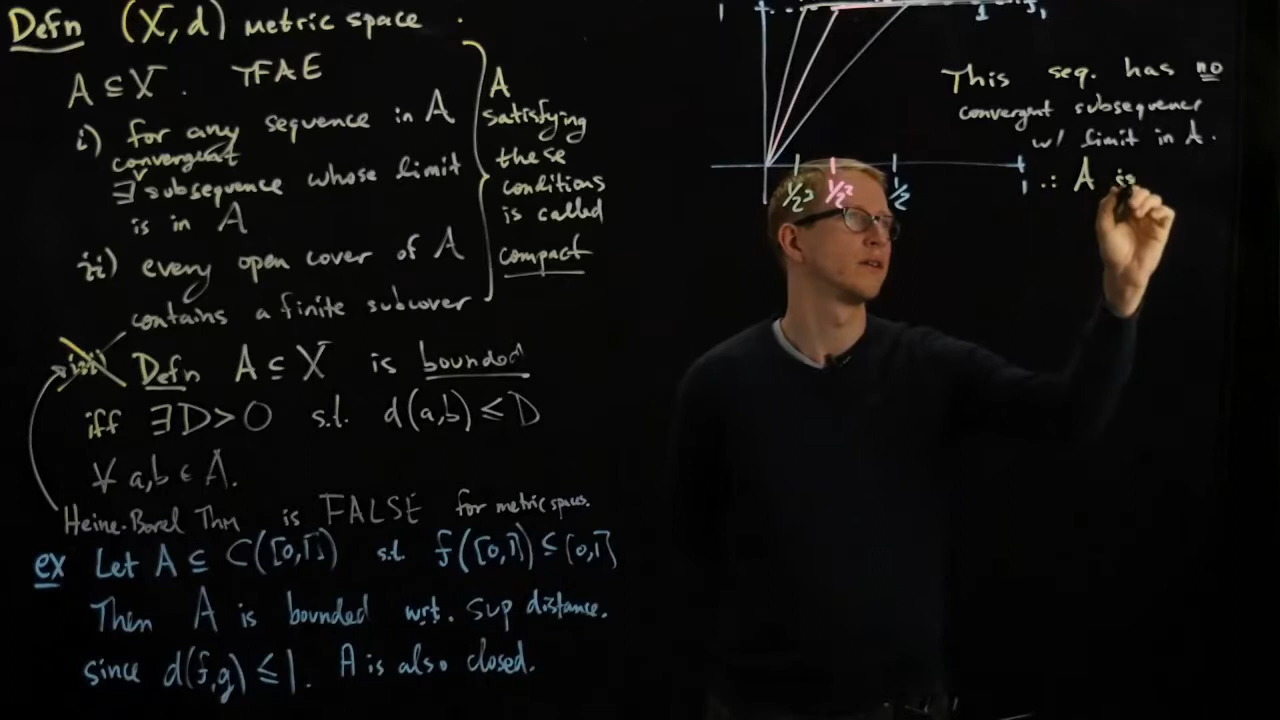 Defn (X, d) metric space.
A ⊆ X. TFAE
i) for any sequence in A
convergent
∃ ˅ subsequence whose limit
is in A
ii) every open cover of A
contains a finite subcover
A
satisfying
these
conditions
is called
compact
iii) Defn A ⊆ X is bounded
iff ∃ D > 0 s.t. d(a,b) ≤ D
∀ a,b ∈ A.
Heine-Borel Thm is FALSE for metric spaces.
ex Let A ⊆ C([0,1]) s.t. f([0,1]) ⊆ [0,1]
Then A is bounded wrt. sup distance.
since d(f,g) ≤ 1. A is also closed.
1
1/2³ 1/2² 1/2 1
This seq. has no
convergent subsequence
w/ limit in A.
∴ A is